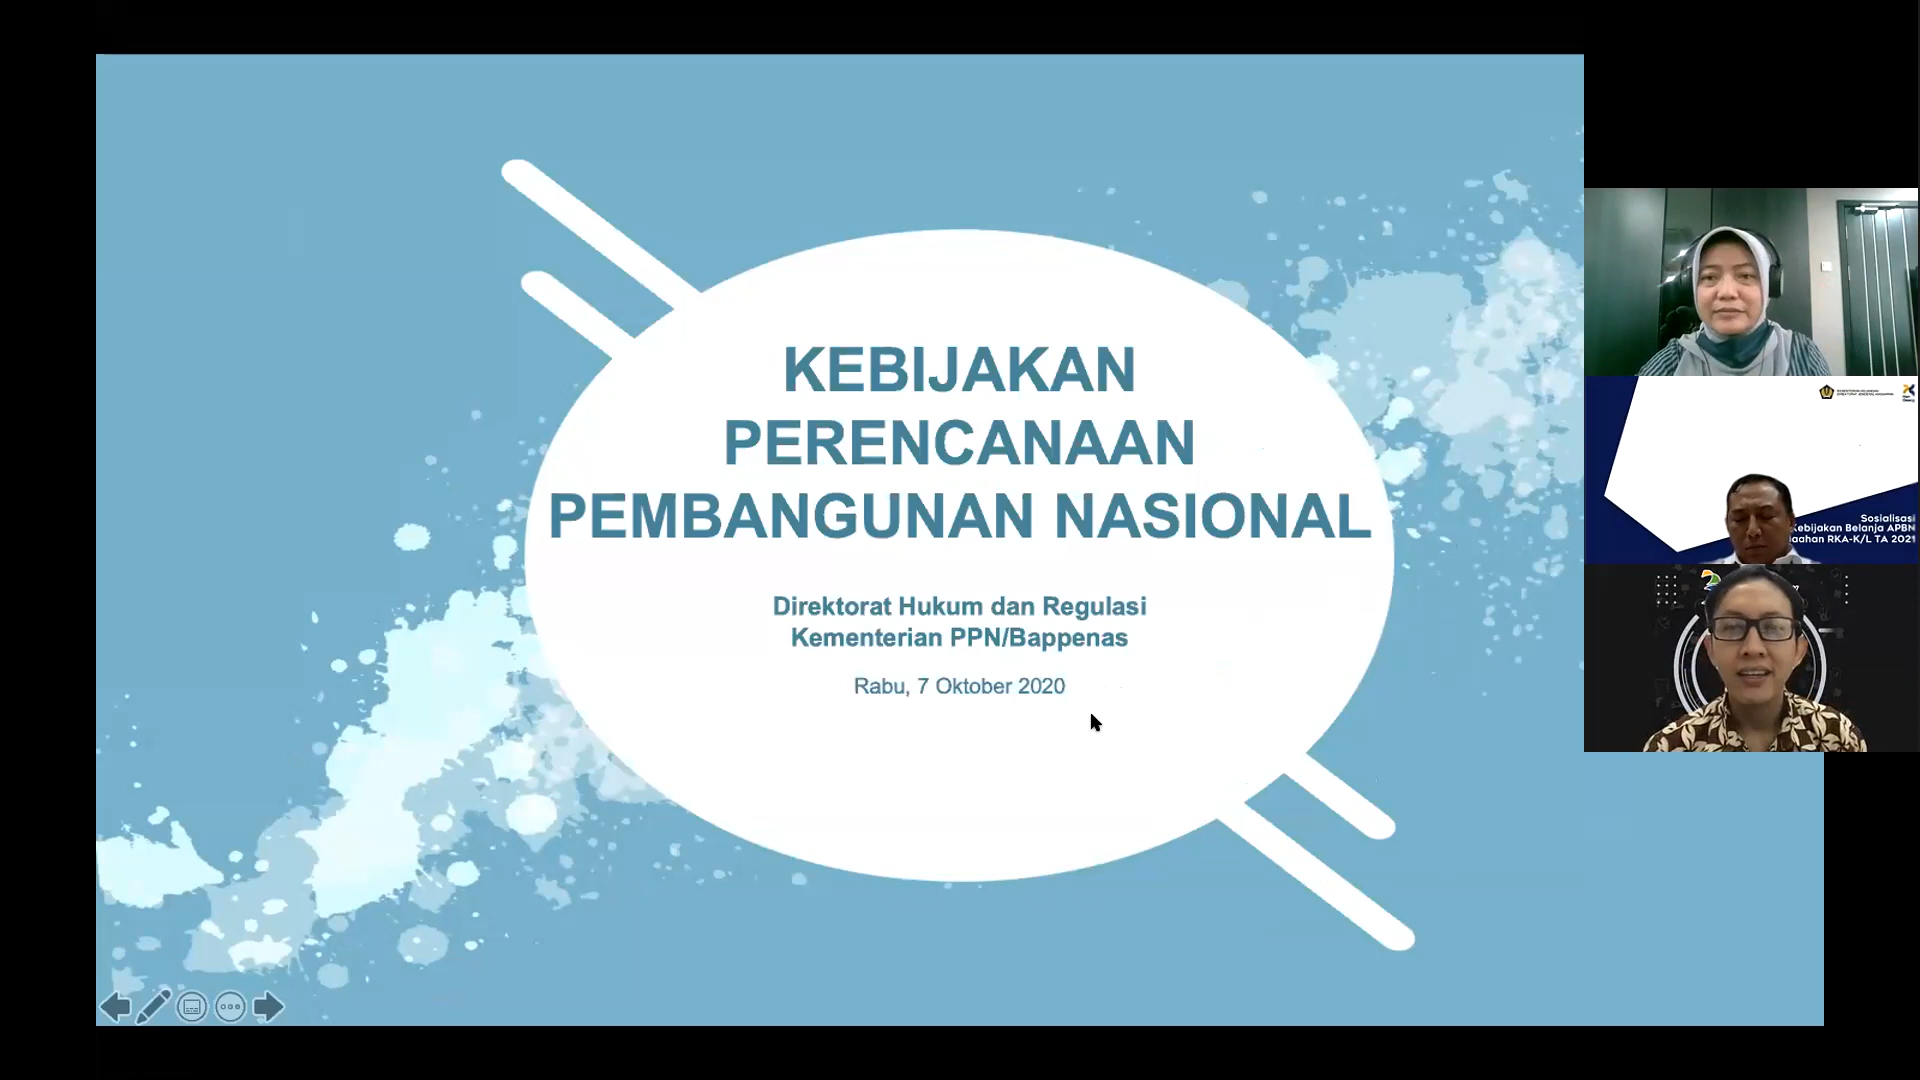 KEBIJAKAN
PERENCANAAN
PEMBANGUNAN NASIONAL
Direktorat Hukum dan Regulasi
Kementerian PPN/Bappenas
Rabu, 7 Oktober 2020
Sosialisasi
Kebijakan Belanja APBN
RKA-K/L TA 2021